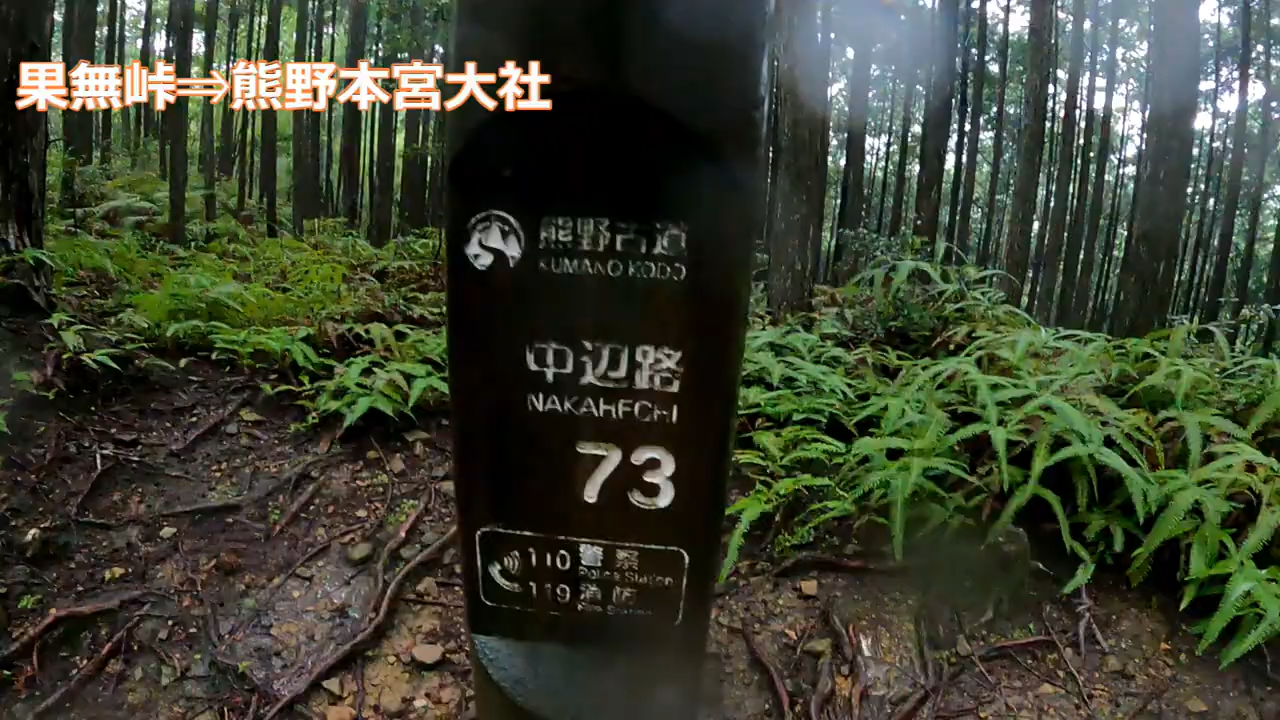 果無峠⇒熊野本宮大社
熊野古道
KUMANO KODO
中辺路
NAKAHECHI
73
110 警察
Police Station
119 消防
Fire Station